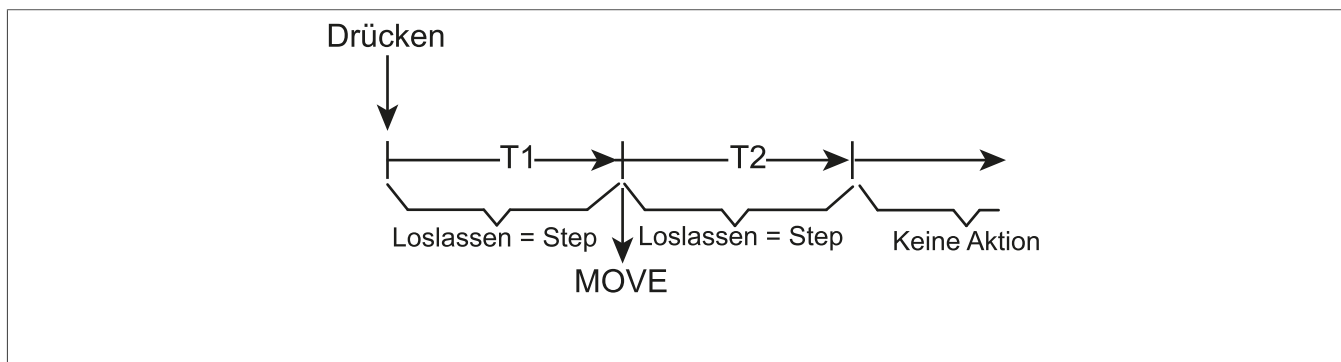 Drücken
T1 T2
Loslassen = Step Loslassen = Step Keine Aktion
MOVE